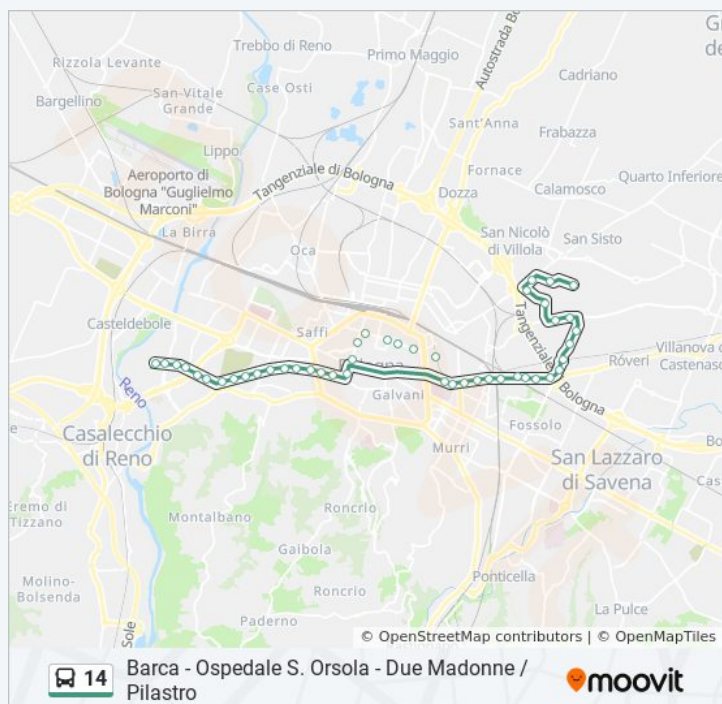 Trebbo di Reno
Primo Maggio
Autostrada Bo
Rizzola Levante
Case Osti
Cadriano
Bargellino
San Vitale
Grande
Sant'Anna
Frabazza
Lippo
Fornace
Quarto Inferiore
Aeroporto di
Bologna "Guglielmo
Marconi"
Tangenziale di Bologna
Dozza
Calamosco
La Birra
San Nicolò
di Villola
San Sisto
Oca
Casteldebole
Saffi
Tangenziale
Bologna
Roveri
Villanova d
Castenaso
Reno
Galvani
Fossolo
Casalecchio
di Reno
Murri
San Lazzaro
di Savena
Eremo di
Tizzano
Montalbano
Roncrio
Gaibola
Ponticella
Molino-
Bolsenda
Roncrio
La Pulce
Sole
Paderno
© OpenStreetMap contributors | © OpenMapTiles
14
Barca - Ospedale S. Orsola - Due Madonne /
Pilastro
moovit